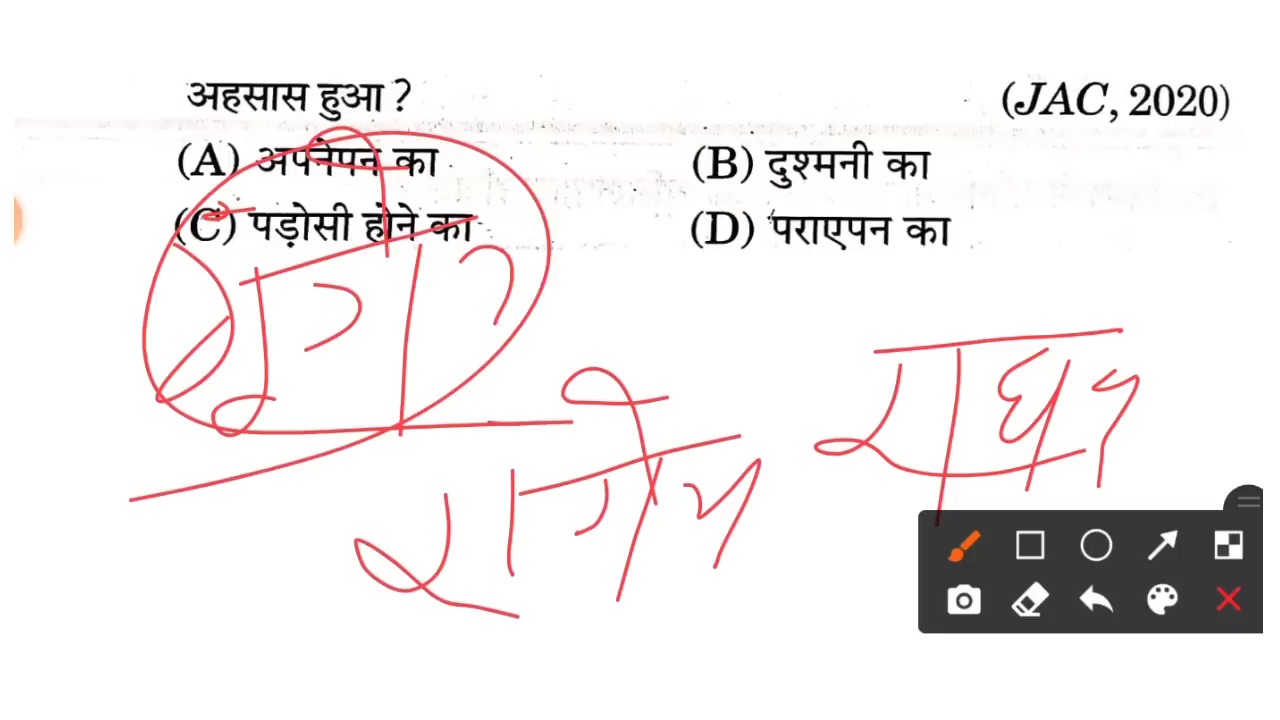 अहसास हुआ ? (JAC, 2020)
(A) अपनेपन का (B) दुश्मनी का
(C) पड़ोसी होने का (D) पराएपन का